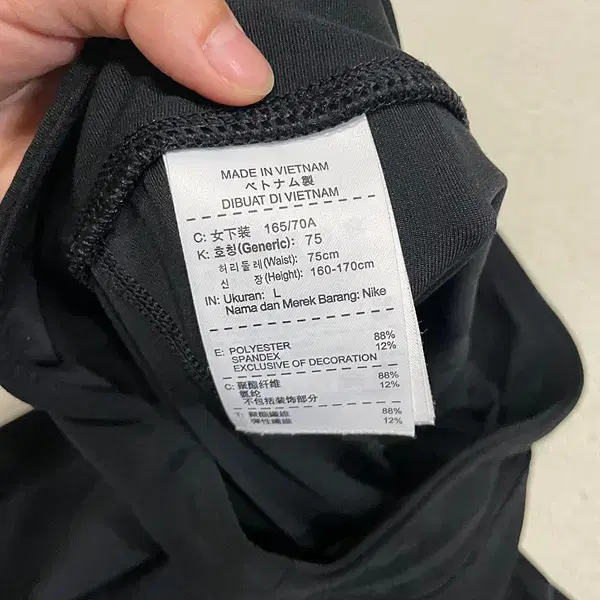 MADE IN VIETNAM
ベトナム製
DIBUAT DI VIETNAM
C: 女下装 165/70A
K: 호칭(Generic): 75
허리둘레(Waist): 75cm
신 장(Height): 160-170cm
IN: Ukuran: L
Nama dan Merek Barang: Nike
E: POLYESTER 88%
SPANDEX 12%
EXCLUSIVE OF DECORATION
C: 聚酯纤维 88%
氨纶 12%
不包括装饰部分
T: 聚酯纖維 88%
彈性纖維 12%